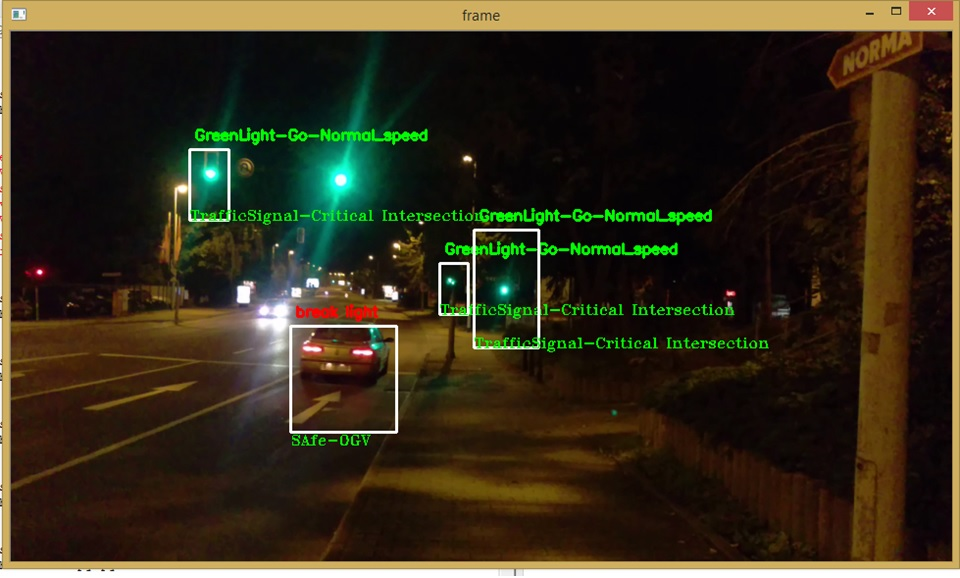 frame
NORMA
GreenLight-Go-Normal_speed
TrafficSignal-Critical Intersection
GreenLight-Go-Normal_speed
GreenLight-Go-Normal_speed
TrafficSignal-Critical Intersection
break light
TrafficSignal-Critical Intersection
SAfe-OGV